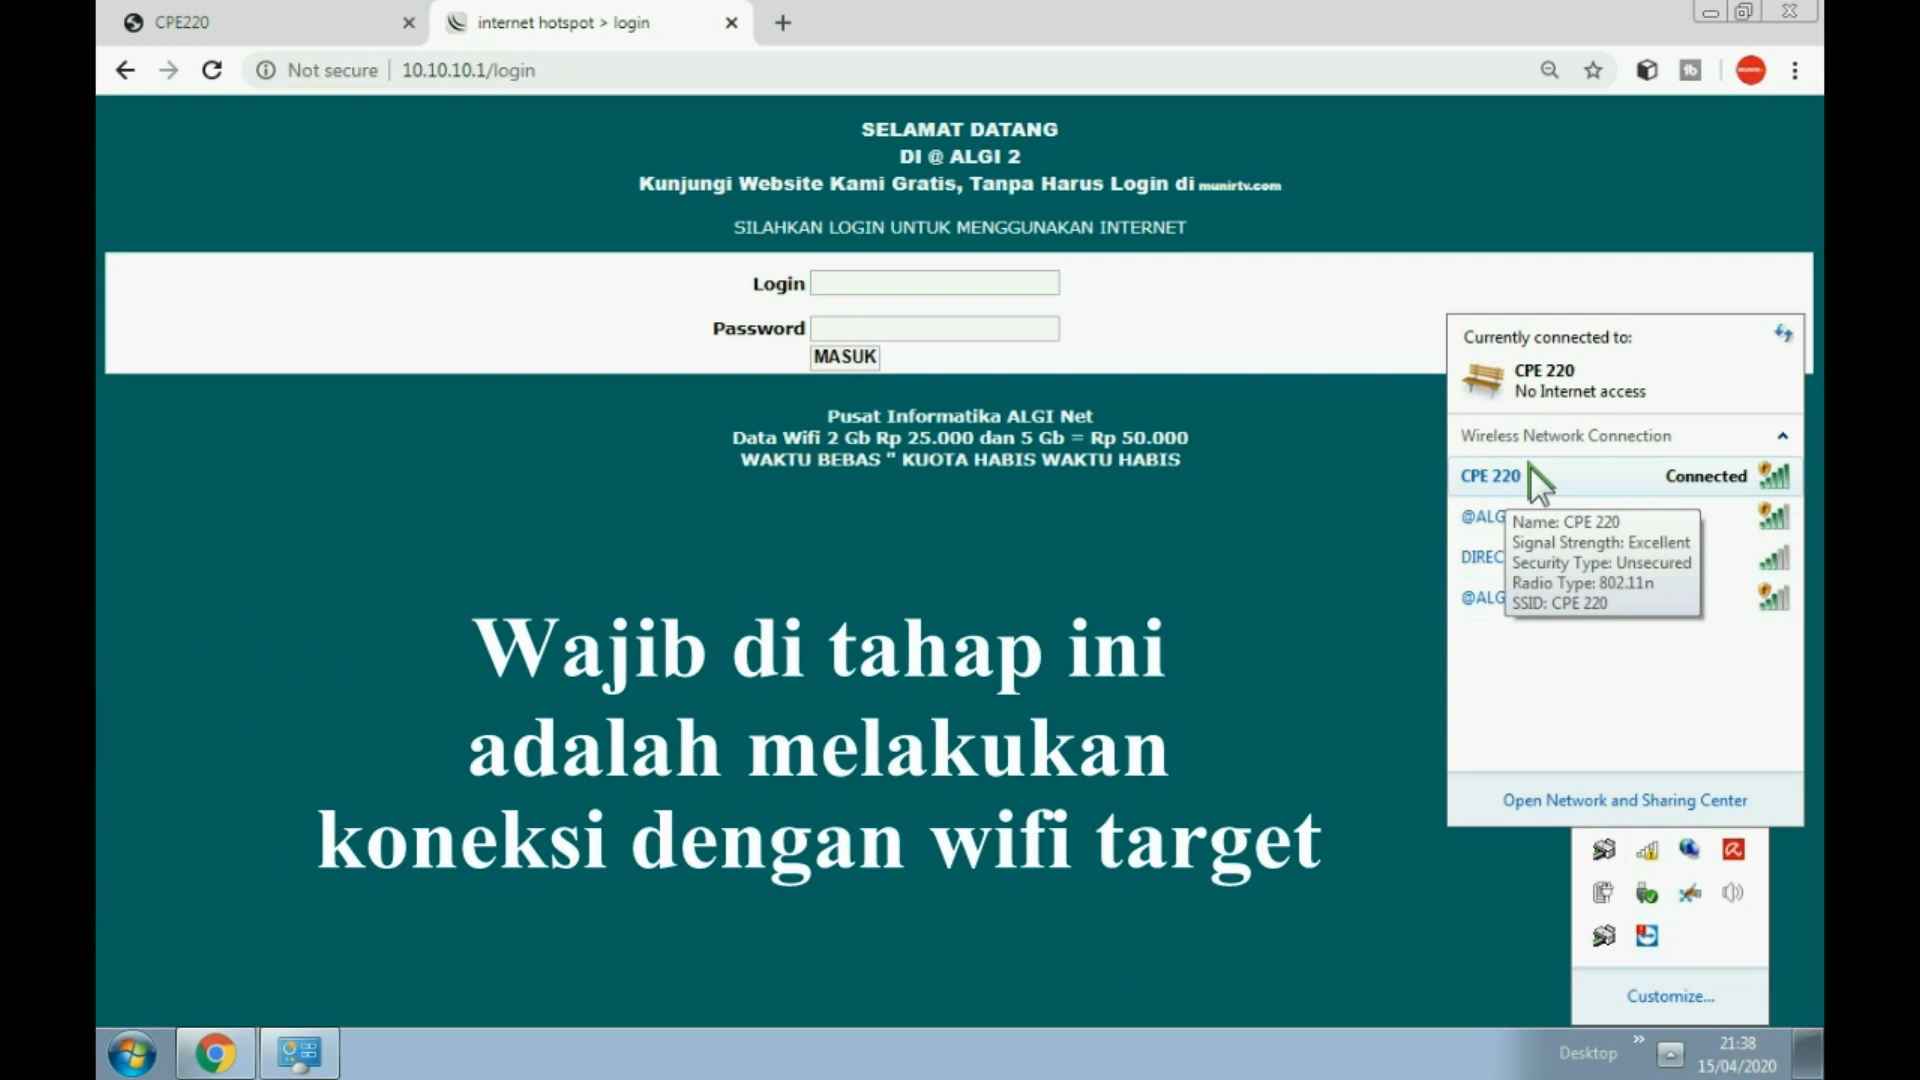 CPE220
internet hotspot > login
Not secure
10.10.10.1/login
SELAMAT DATANG
DI @ ALGI 2
Kunjungi Website Kami Gratis, Tanpa Harus Login di munirtv.com
SILAHKAN LOGIN UNTUK MENGGUNAKAN INTERNET
Login
Password
MASUK
Pusat Informatika ALGI Net
Data Wifi 2 Gb Rp 25.000 dan 5 Gb = Rp 50.000
WAKTU BEBAS " KUOTA HABIS WAKTU HABIS
Wajib di tahap ini
adalah melakukan
koneksi dengan wifi target
Currently connected to:
CPE 220
No Internet access
Wireless Network Connection
CPE 220 Connected
@ALG
DIREC
@ALG
Name: CPE 220
Signal Strength: Excellent
Security Type: Unsecured
Radio Type: 802.11n
SSID: CPE 220
Open Network and Sharing Center
Customize...
Desktop
21:38
15/04/2020